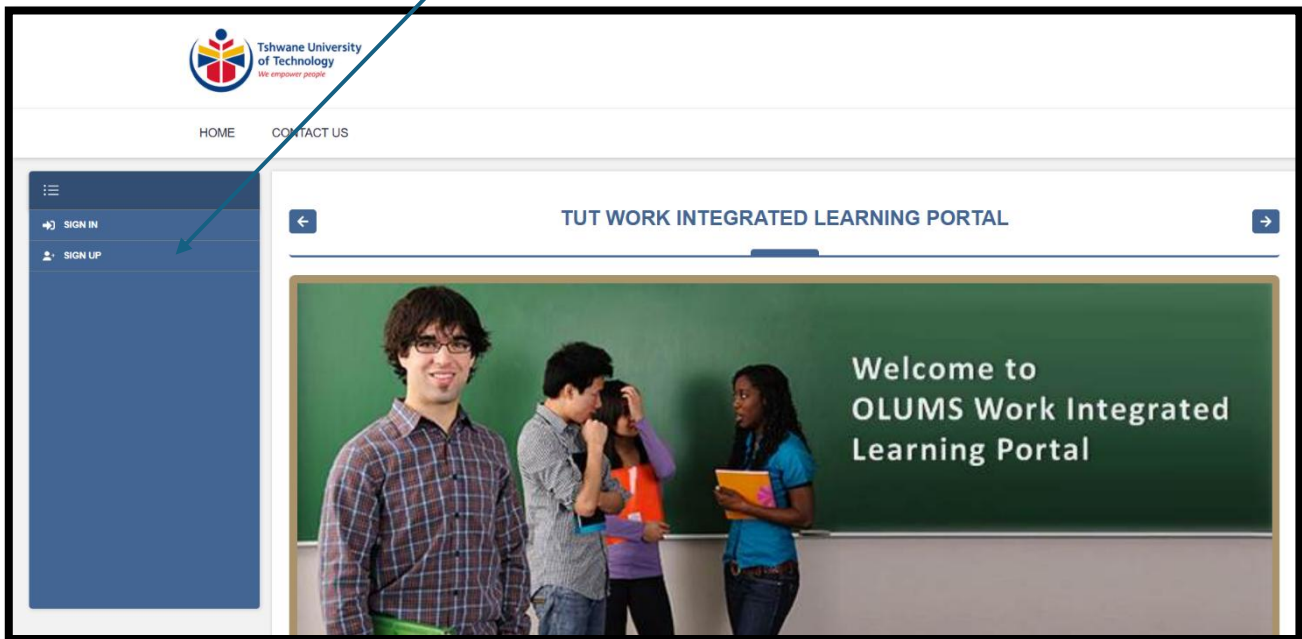 Tshwane University
of Technology
We empower people
HOME CONTACT US
SIGN IN
SIGN UP
TUT WORK INTEGRATED LEARNING PORTAL
Welcome to
OLUMS Work Integrated
Learning Portal